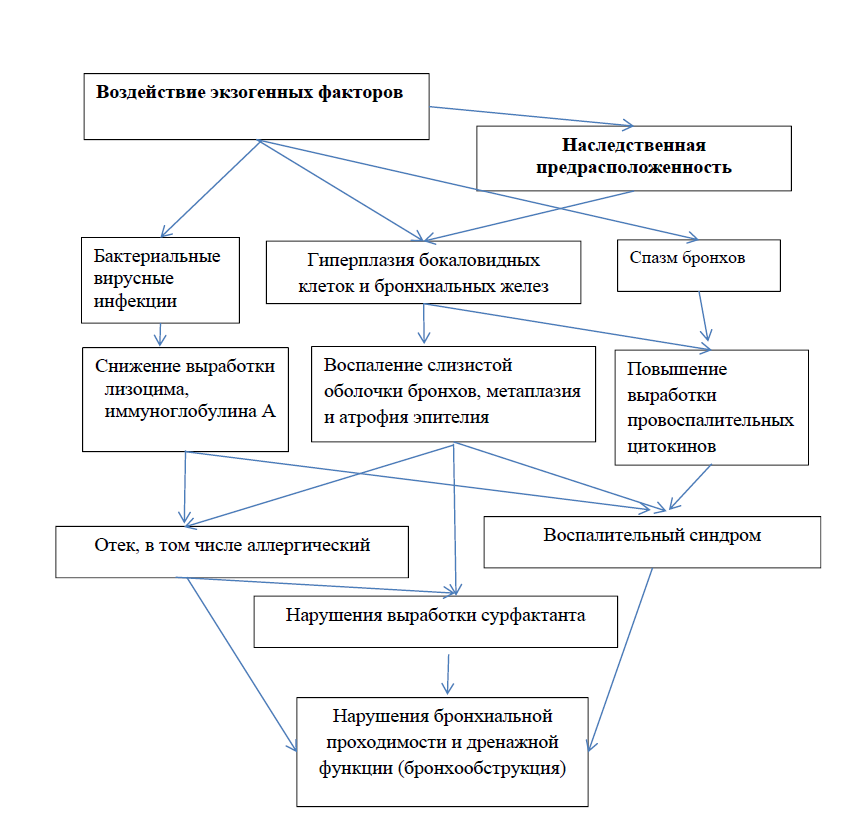 Воздействие экзогенных факторов
Наследственная
предрасположенность
Бактериальные
вирусные
инфекции
Гиперплазия бокаловидных
клеток и бронхиальных желез
Спазм бронхов
Снижение выработки
лизоцима,
иммуноглобулина А
Воспаление слизистой
оболочки бронхов, метаплазия
и атрофия эпителия
Повышение
выработки
провоспалительных
цитокинов
Отек, в том числе аллергический
Воспалительный синдром
Нарушения выработки сурфактанта
Нарушения бронхиальной
проходимости и дренажной
функции (бронхообструкция)